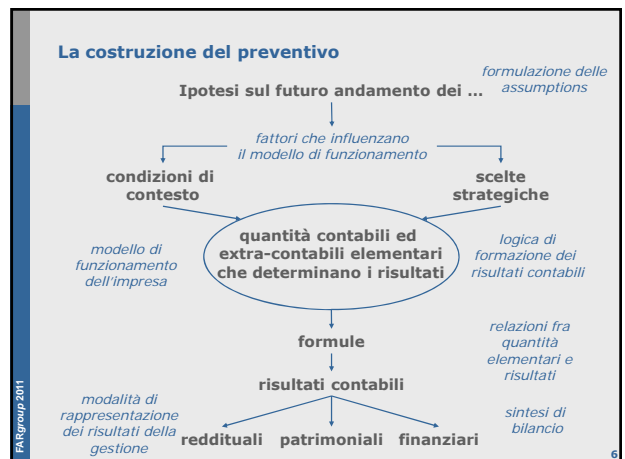 La costruzione del preventivo
formulazione delle
assumptions
Ipotesi sul futuro andamento dei ...
fattori che influenzano
il modello di funzionamento
condizioni di
contesto
scelte
strategiche
quantità contabili ed
extra-contabili elementari
che determinano i risultati
modello di
funzionamento
dell'impresa
logica di
formazione dei
risultati contabili
formule
relazioni fra
quantità
elementari e
risultati
risultati contabili
modalità di
rappresentazione
dei risultati della
gestione
sintesi di
bilancio
reddituali patrimoniali finanziari
FARgroup 2011
6